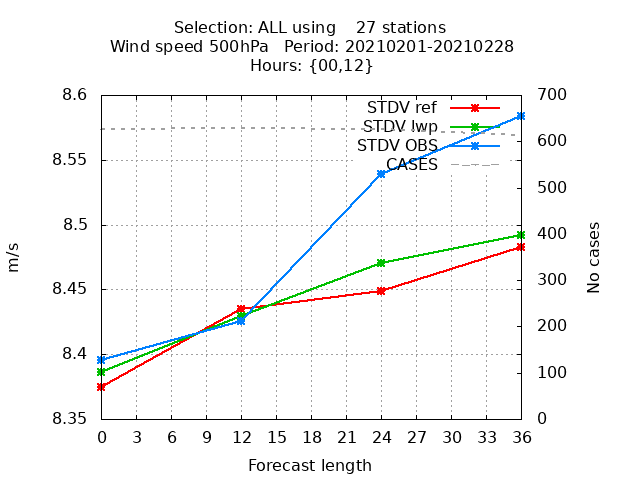 Selection: ALL using    27 stations
Wind speed 500hPa   Period: 20210201-20210228
Hours: {00,12}
8.6
8.55
8.5
8.45
8.4
8.35
m/s
STDV ref
STDV lwp
STDV OBS
CASES
700
600
500
400
300
200
100
0
No cases
0 3 6 9 12 15 18 21 24 27 30 33 36
Forecast length